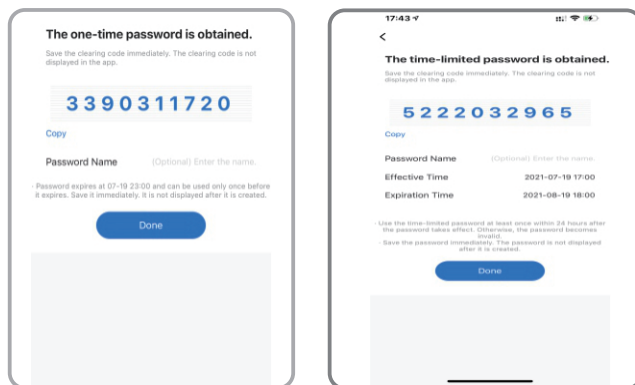 The one-time password is obtained.
Save the clearing code immediately. The clearing code is not
displayed in the app.
3390311720
Copy
Password Name (Optional) Enter the name.
· Password expires at 07-19 23:00 and can be used only once before
it expires. Save it immediately. It is not displayed after it is created.
Done
17:43
The time-limited password is obtained.
Save the clearing code immediately. The clearing code is not
displayed in the app.
5222032965
Copy
Password Name (Optional) Enter the name.
Effective Time 2021-07-19 17:00
Expiration Time 2021-08-19 18:00
· Use the time-limited password at least once within 24 hours after
the password takes effect. Otherwise, the password becomes
invalid.
· Save the password immediately. The password is not displayed
after it is created.
Done